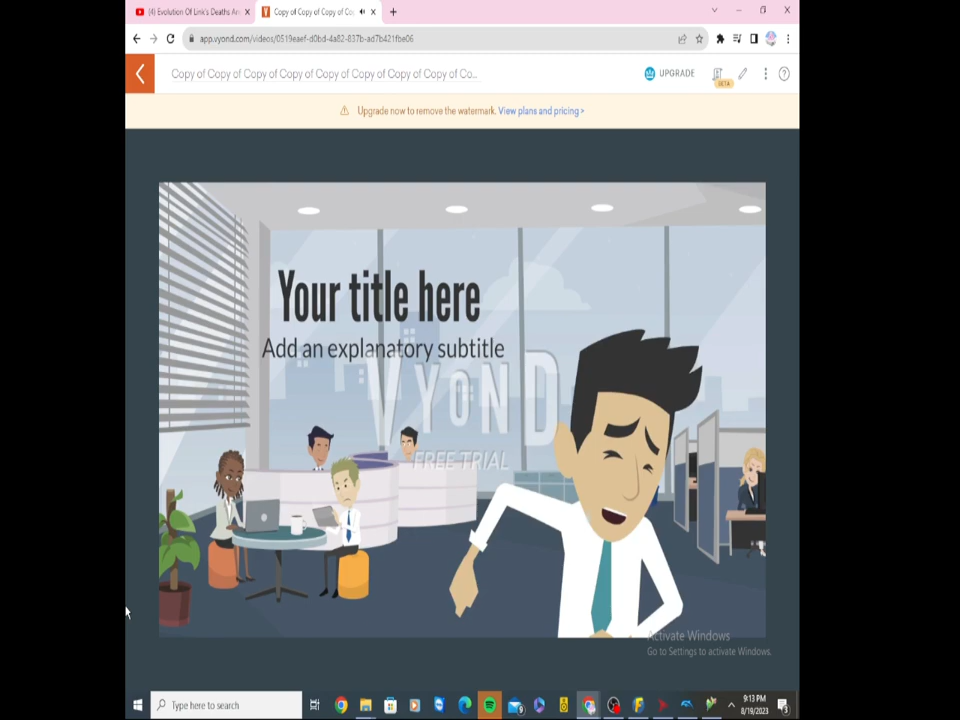 (4) Evolution Of Link's Deaths An
Copy of Copy of Copy of Copy of Co
app.vyond.com/videos/0519eaef-d0bd-4a82-837b-ad7b421fbe06
Copy of Copy of Copy of Copy of Copy of Copy of Copy of Copy of Co...
UPGRADE
BETA
Upgrade now to remove the watermark. View plans and pricing >
Your title here
Add an explanatory subtitle
VYOND
FREE TRIAL
Activate Windows
Go to Settings to activate Windows.
Type here to search
9:13 PM
8/19/2023